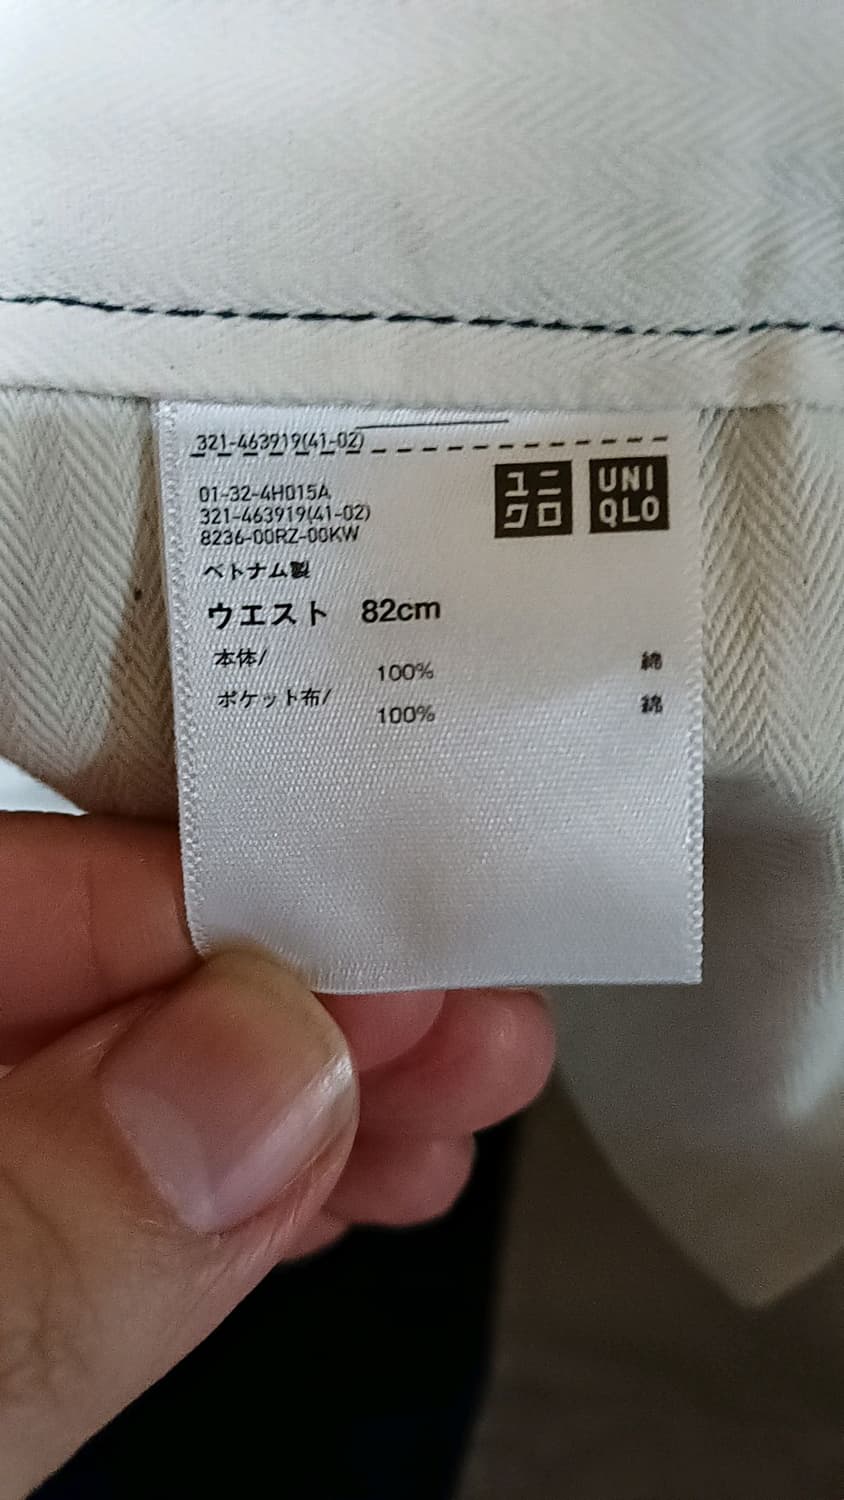 321-463919(41-02)
ユニ
クロ
UNI
QLO
01-32-4H015A
321-463919(41-02)
8236-00RZ-00KW
ベトナム製
ウエスト 82cm
本体/
100% 綿
ポケット布/
100% 綿